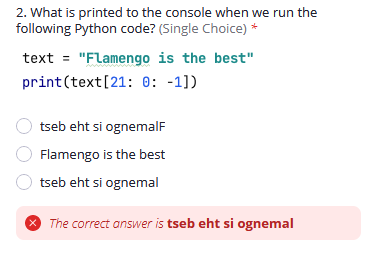 2. What is printed to the console when we run the
following Python code? (Single Choice) *
text = "Flamengo is the best"
print(text[21: 0: -1])
tseb eht si ognemalF
Flamengo is the best
tseb eht si ognemal
The correct answer is tseb eht si ognemal